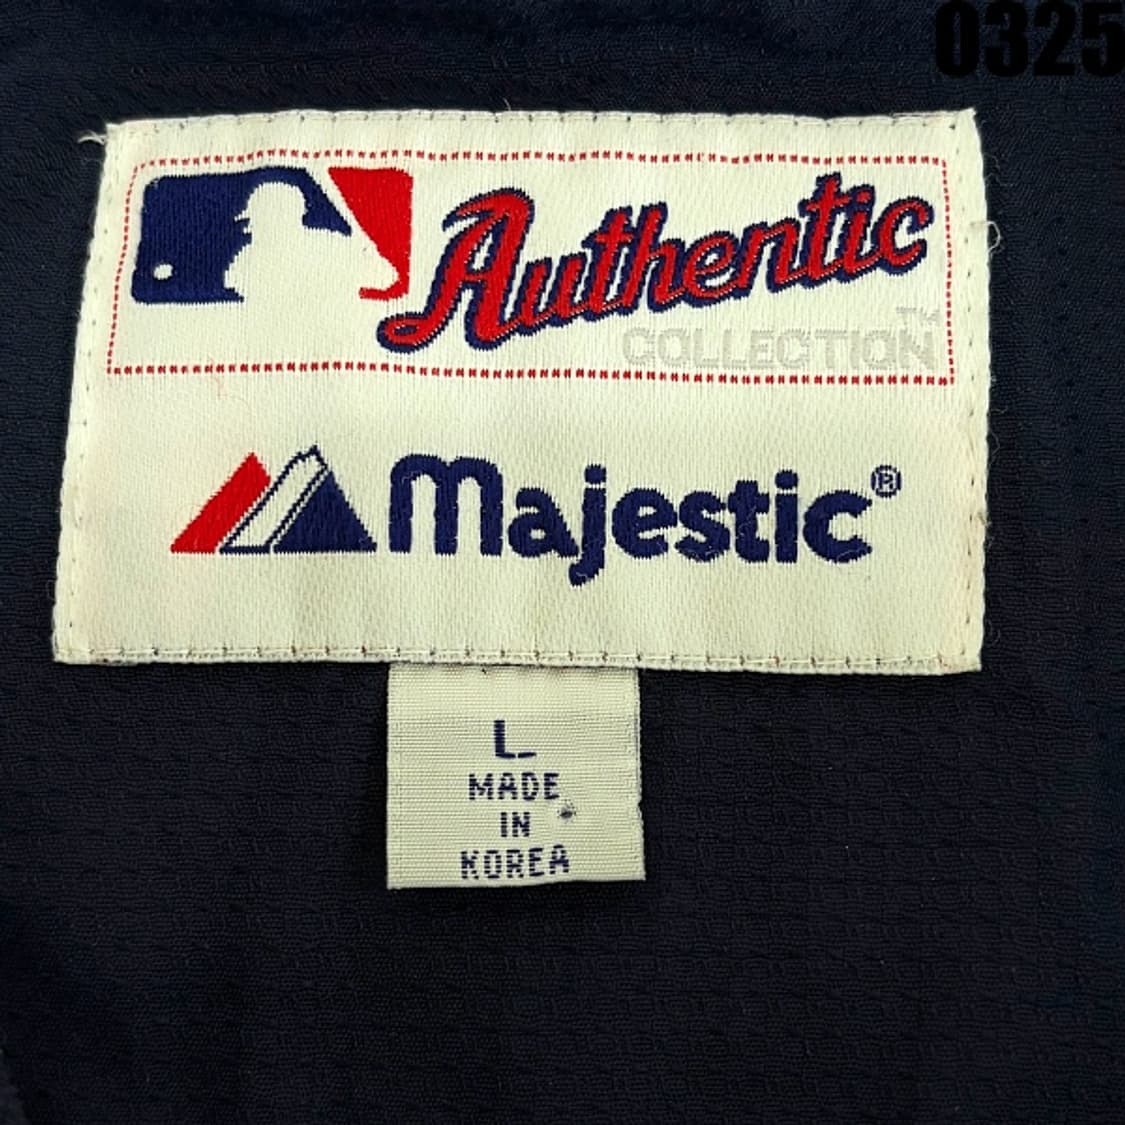 0325
Authentic
COLLECTION™
Majestic®
L
MADE
IN
KOREA